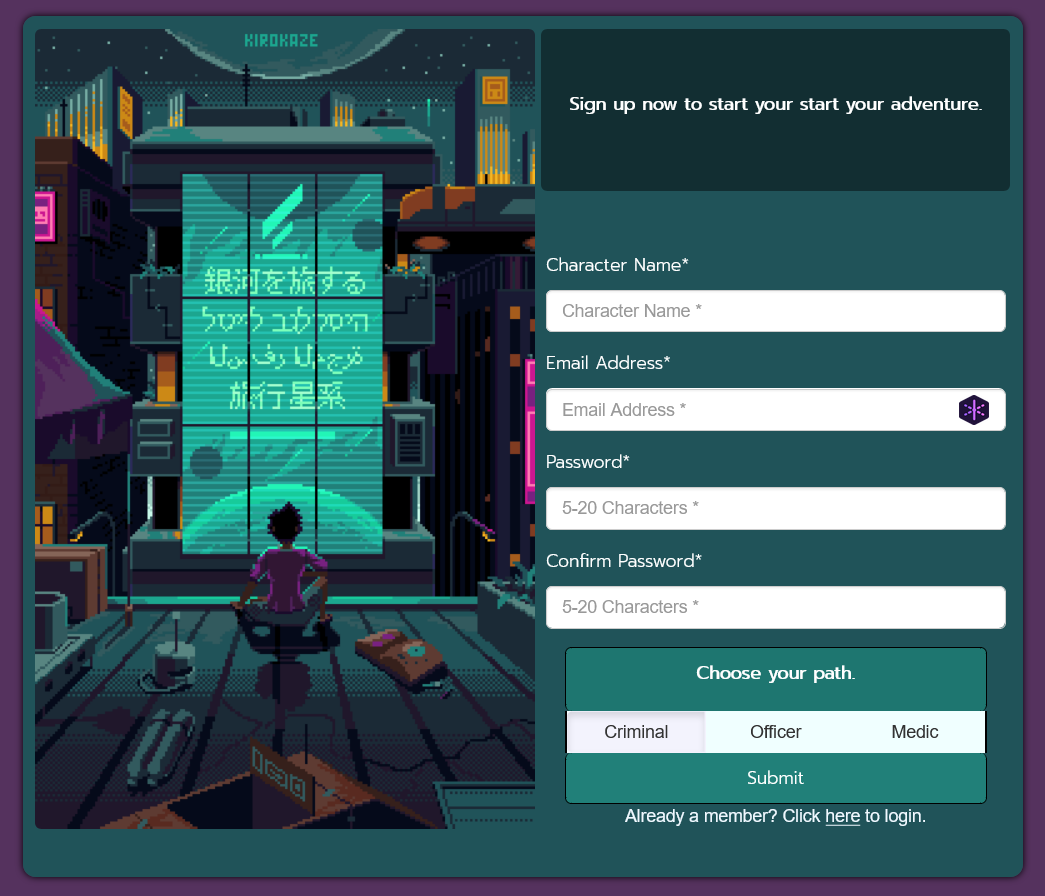 KIROKAZE
銀河を旅する
旅行星系
Sign up now to start your start your adventure.
Character Name*
Character Name *
Email Address*
Email Address *
Password*
5-20 Characters *
Confirm Password*
5-20 Characters *
Choose your path.
Criminal Officer Medic
Submit
Already a member? Click here to login.